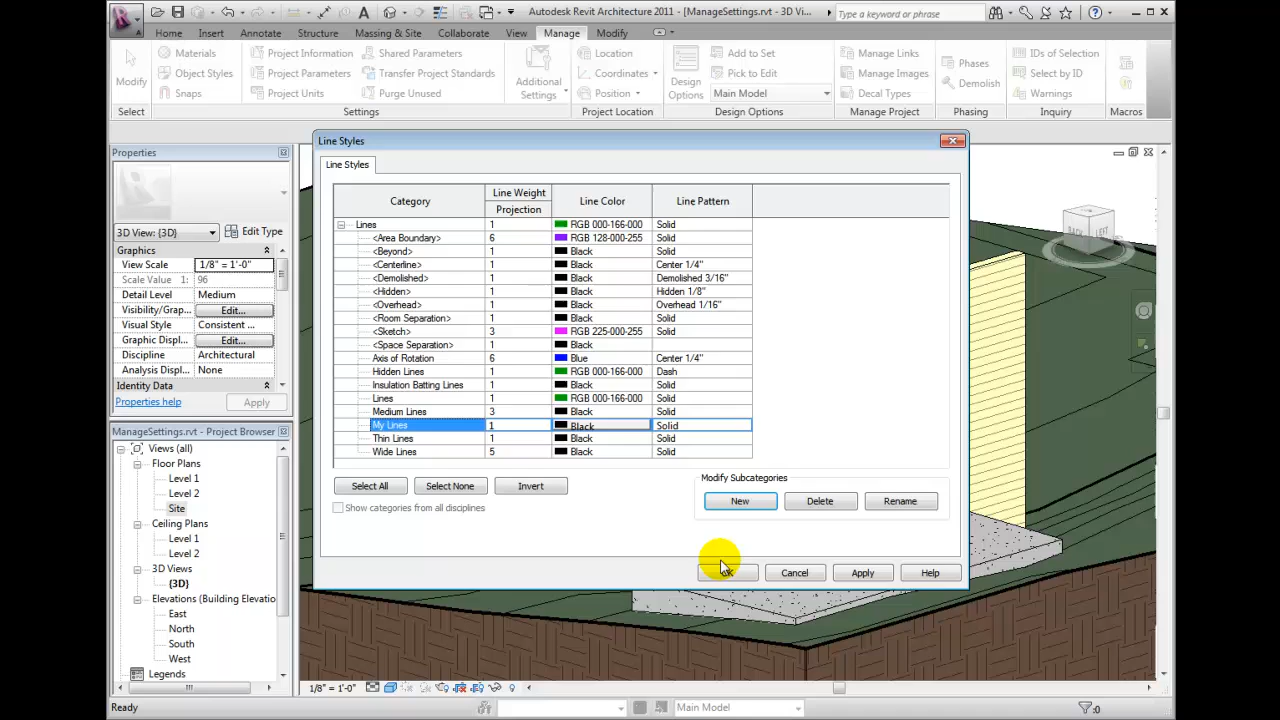 Autodesk Revit Architecture 2011 - [ManageSettings.rvt - 3D Vi...
Type a keyword or phrase
Home Insert Annotate Structure Massing & Site Collaborate View Manage Modify
Modify
Materials
Object Styles
Snaps
Project Information
Project Parameters
Project Units
Shared Parameters
Transfer Project Standards
Purge Unused
Additional Settings
Location
Coordinates
Position
Design Options
Add to Set
Pick to Edit
Main Model
Manage Links
Manage Images
Decal Types
Phases
Demolish
IDs of Selection
Select by ID
Warnings
Select Settings Project Location Design Options Manage Project Phasing Inquiry Macros
Properties
3D View: {3D} Edit Type
Graphics
View Scale 1/8" = 1'-0"
Scale Value 1: 96
Detail Level Medium
Visibility/Grap... Edit...
Visual Style Consistent ...
Graphic Displ... Edit...
Discipline Architectural
Analysis Displ... None
Identity Data
Properties help Apply
ManageSettings.rvt - Project Browser
Views (all)
Floor Plans
Level 1
Level 2
Site
Ceiling Plans
Level 1
Level 2
3D Views
{3D}
Elevations (Building Elevatio
East
North
South
West
Legends
Line Styles
Line Styles
Category Line Weight Projection Line Color Line Pattern
Lines 1 RGB 000-166-000 Solid
<Area Boundary> 6 RGB 128-000-255 Solid
<Beyond> 1 Black Solid
<Centerline> 1 Black Center 1/4"
<Demolished> 1 Black Demolished 3/16"
<Hidden> 1 Black Hidden 1/8"
<Overhead> 1 Black Overhead 1/16"
<Room Separation> 1 Black Solid
<Sketch> 3 RGB 225-000-255 Solid
<Space Separation> 1 Black
Axis of Rotation 6 Blue Center 1/4"
Hidden Lines 1 RGB 000-166-000 Dash
Insulation Batting Lines 1 Black Solid
Lines 1 RGB 000-166-000 Solid
Medium Lines 3 Black Solid
My Lines 1 Black Solid
Thin Lines 1 Black Solid
Wide Lines 5 Black Solid
Select All Select None Invert
Show categories from all disciplines
Modify Subcategories
New Delete Rename
OK Cancel Apply Help
BACK LEFT
1/8" = 1'-0"
Ready
Main Model
:0